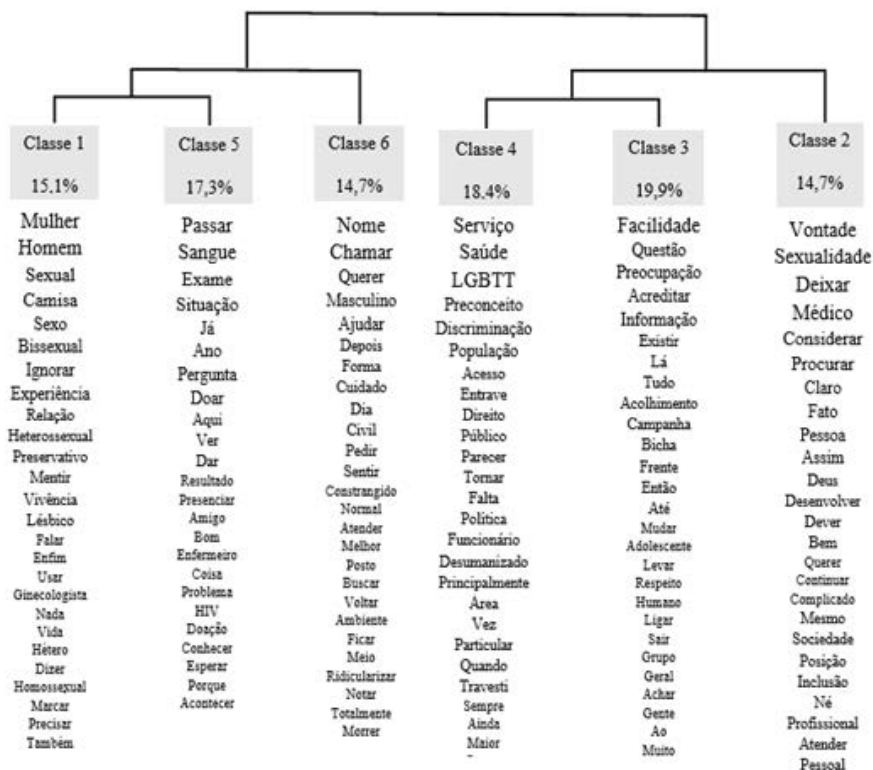 Classe 1
15,1%
Mulher
Homem
Sexual
Camisa
Sexo
Bissexual
Ignorar
Experiência
Relação
Heterossexual
Preservativo
Mentir
Vivência
Lésbico
Falar
Enfim
Usar
Ginecologista
Nada
Vida
Hétero
Dizer
Homossexual
Marcar
Precisar
Também
Classe 5
17,3%
Passar
Sangue
Exame
Situação
Já
Ano
Pergunta
Doar
Aqui
Ver
Dar
Resultado
Presenciar
Amigo
Bom
Enfermeiro
Coisa
Problema
HIV
Doação
Conhecer
Esperar
Porque
Acontecer
Classe 6
14,7%
Nome
Chamar
Querer
Masculino
Ajudar
Depois
Forma
Cuidado
Dia
Civil
Pedir
Sentir
Constrangido
Normal
Atender
Melhor
Posto
Buscar
Voltar
Ambiente
Ficar
Meio
Ridicularizar
Notar
Totalmente
Morrer
Classe 4
18,4%
Serviço
Saúde
LGBTT
Preconceito
Discriminação
População
Acesso
Entrave
Direito
Público
Parecer
Tornar
Falta
Política
Funcionário
Desumanizado
Principalmente
Área
Vez
Particular
Quando
Travesti
Sempre
Ainda
Maior
Classe 3
19,9%
Facilidade
Questão
Preocupação
Acreditar
Informação
Existir
Lá
Tudo
Acolhimento
Campanha
Bicha
Frente
Então
Até
Mudar
Adolescente
Levar
Respeito
Humano
Ligar
Sair
Grupo
Geral
Achar
Gente
Ao
Muito
Classe 2
14,7%
Vontade
Sexualidade
Deixar
Médico
Considerar
Procurar
Claro
Fato
Pessoa
Assim
Deus
Desenvolver
Dever
Bem
Querer
Continuar
Complicado
Mesmo
Sociedade
Posição
Inclusão
Né
Profissional
Atender
Pessoal